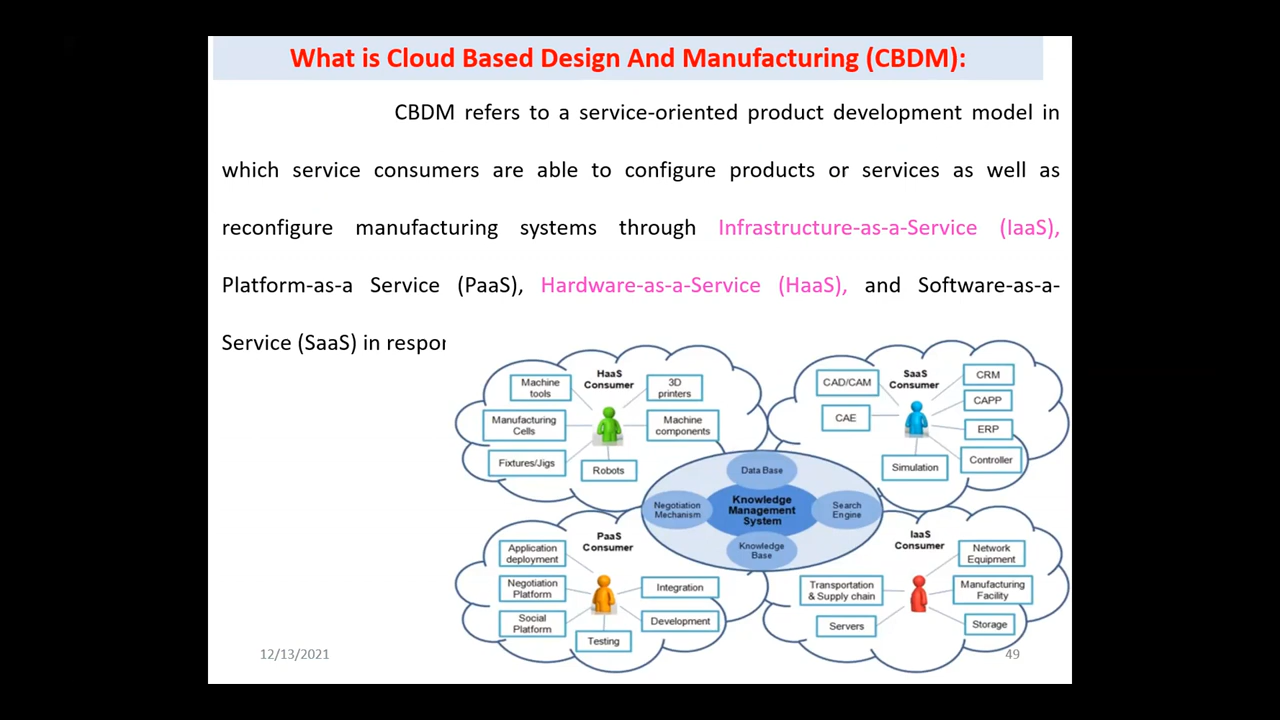 What is Cloud Based Design And Manufacturing (CBDM):
CBDM refers to a service-oriented product development model in
which service consumers are able to configure products or services as well as
reconfigure manufacturing systems through Infrastructure-as-a-Service (IaaS),
Platform-as-a Service (PaaS), Hardware-as-a-Service (HaaS), and Software-as-a-
Service (SaaS) in
HaaS
Consumer
Machine
tools
3D
printers
Manufacturing
Cells
Machine
components
Fixtures/Jigs
Robots
SaaS
Consumer
CAD/CAM
CRM
CAE
CAPP
ERP
Simulation
Controller
Data Base
Negotiation
Mechanism
Knowledge
Management
System
Search
Engine
Knowledge
Base
PaaS
Consumer
Application
deployment
Negotiation
Platform
Integration
Social
Platform
Development
Testing
IaaS
Consumer
Network
Equipment
Transportation
& Supply chain
Manufacturing
Facility
Servers
Storage
12/13/2021
49